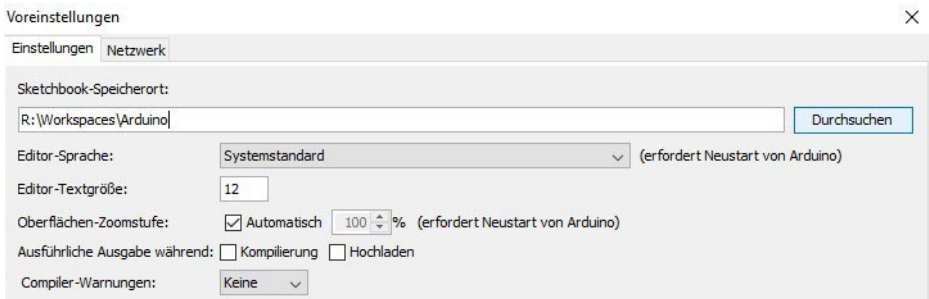 Voreinstellungen
Einstellungen Netzwerk
Sketchbook-Speicherort:
R:\Workspaces\Arduino Durchsuchen
Editor-Sprache: Systemstandard (erfordert Neustart von Arduino)
Editor-Textgröße: 12
Oberflächen-Zoomstufe: Automatisch 100 % (erfordert Neustart von Arduino)
Ausführliche Ausgabe während: Kompilierung Hochladen
Compiler-Warnungen: Keine